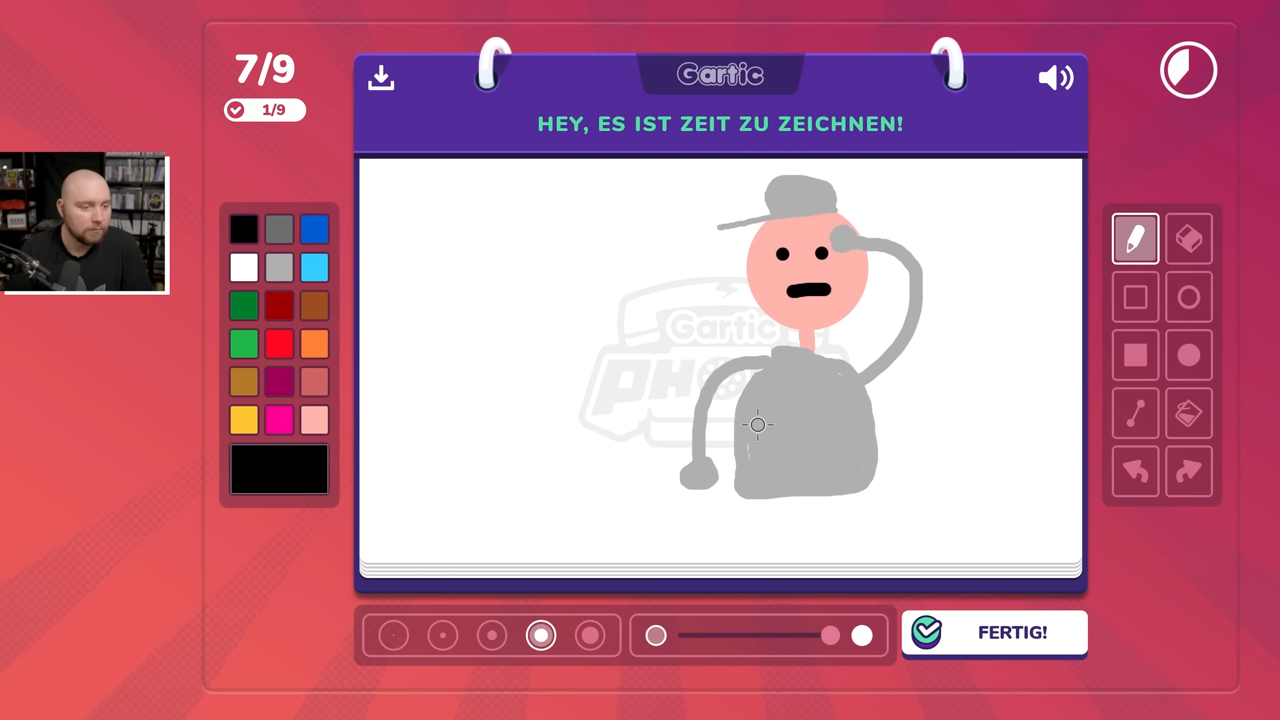 7/9
1/9
Gartic
HEY, ES IST ZEIT ZU ZEICHNEN!
Gartic
PHONE
FERTIG!